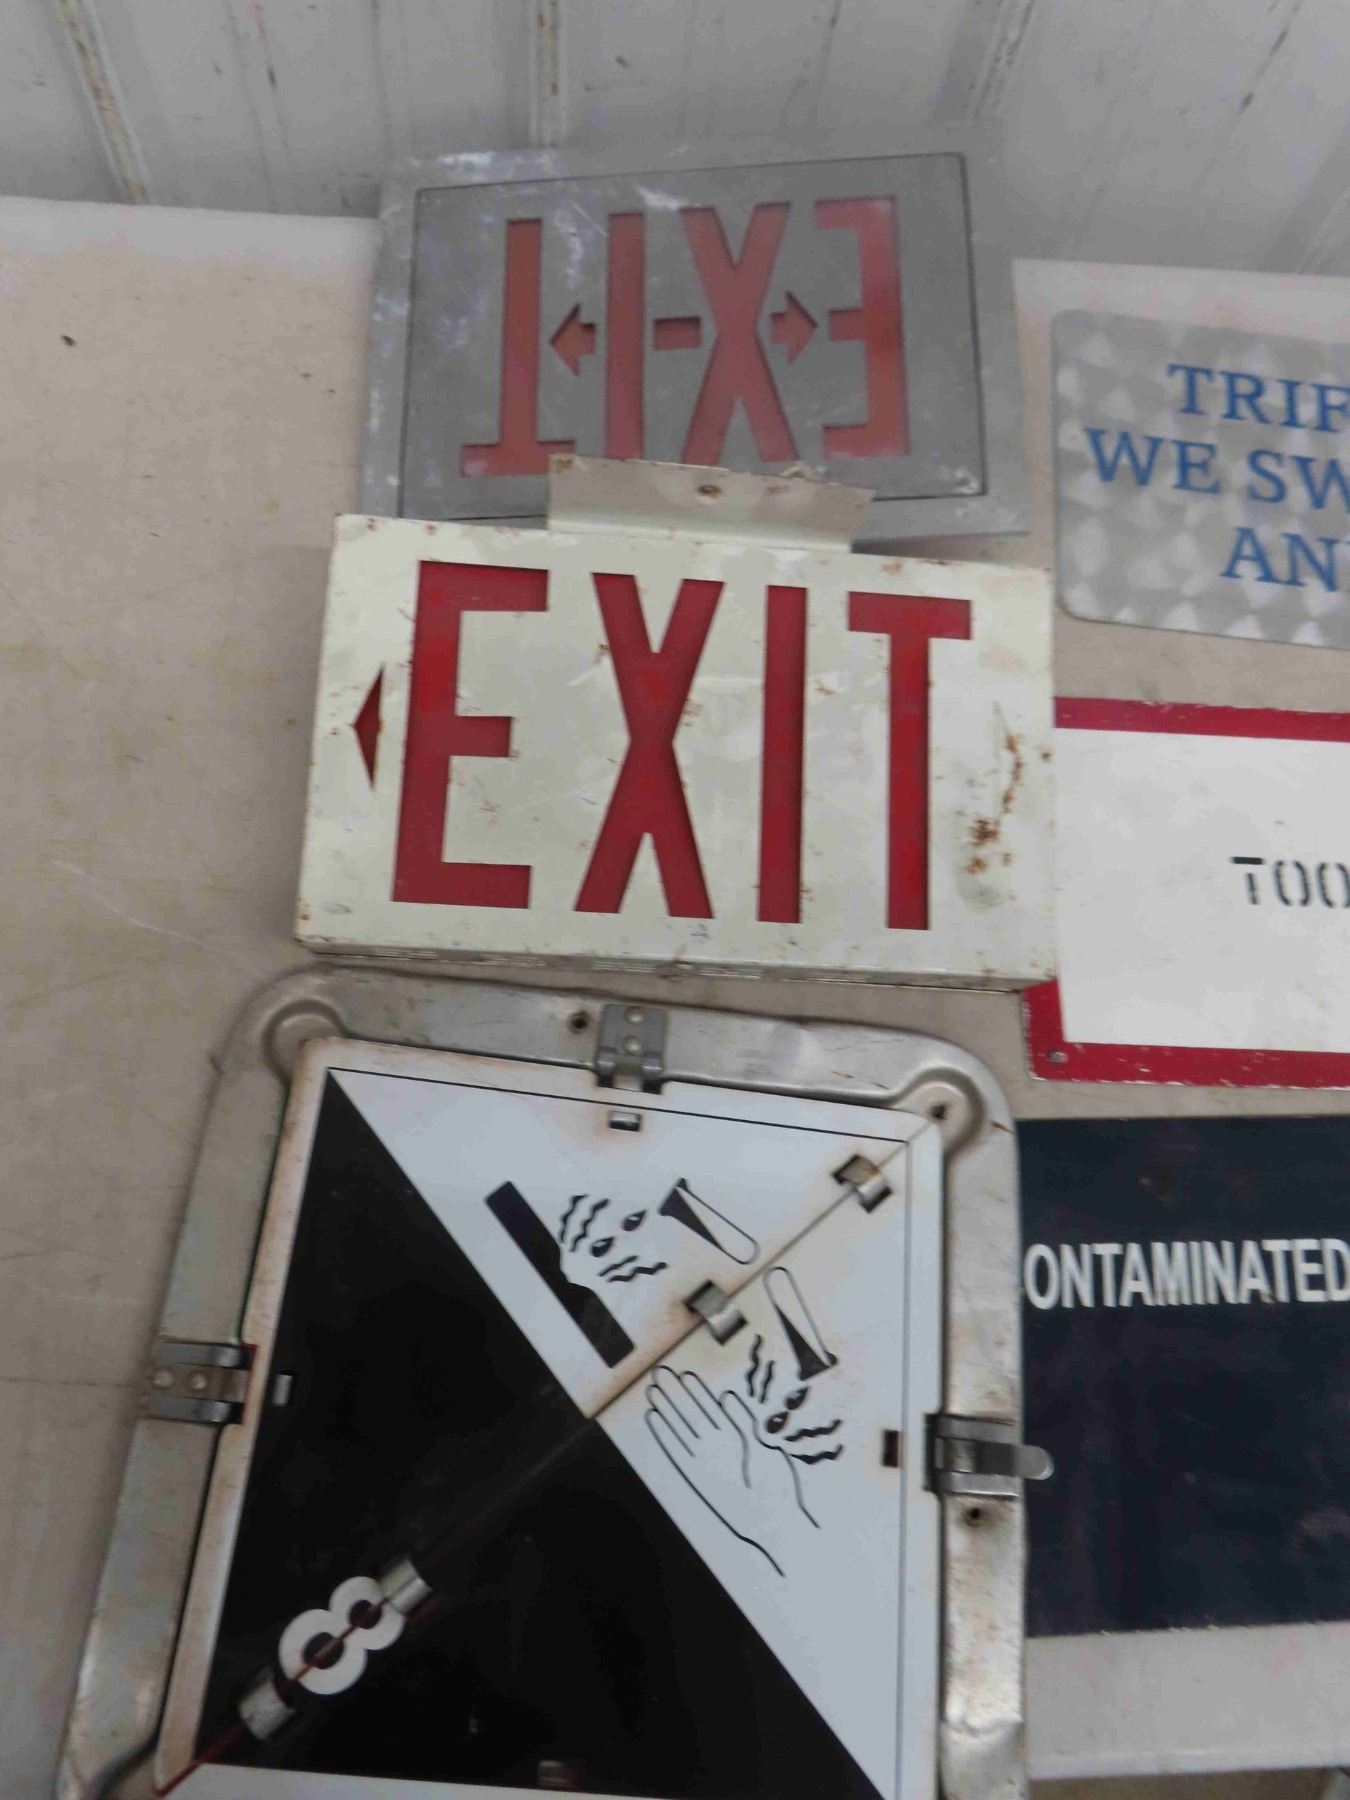 EXIT
EXIT
TRIF
WE SW
AN
TOO
ONTAMINATED
8